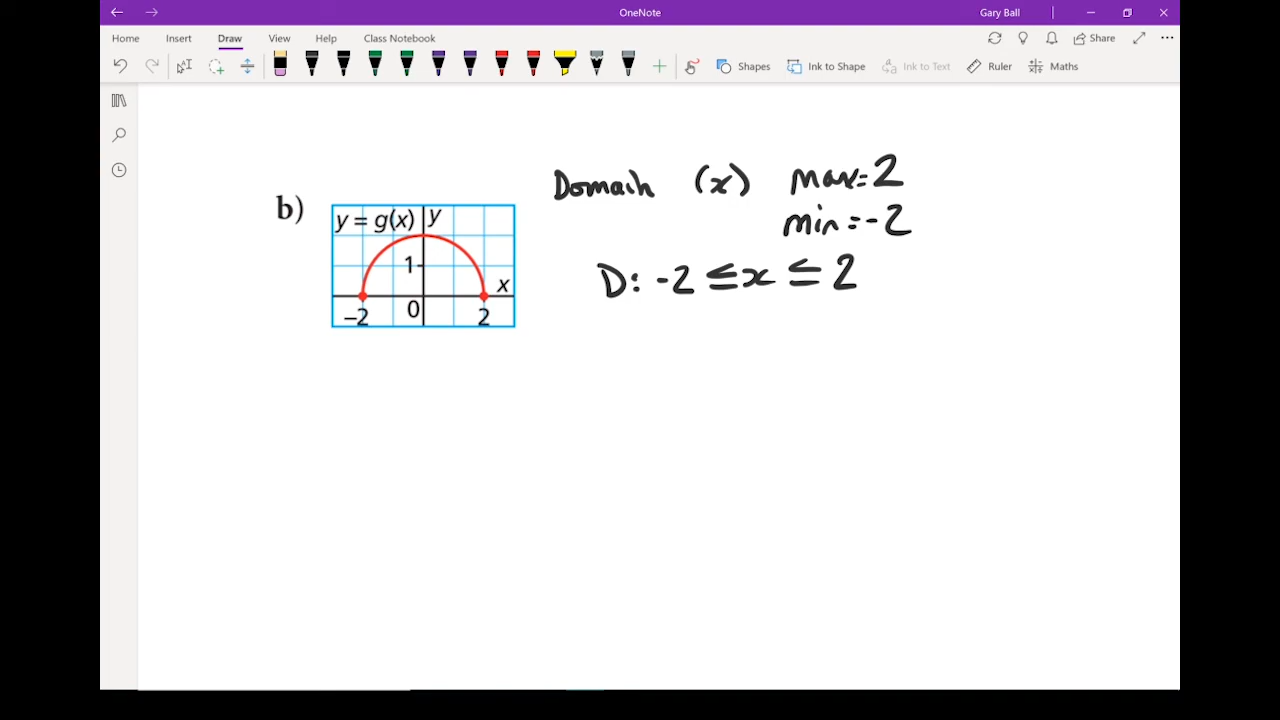 OneNote
Gary Ball
Home Insert Draw View Help Class Notebook
Share
Shapes Ink to Shape Ink to Text Ruler Maths
b)
y = g(x) y
1
x
-2 0 2
Domain (x) max = 2
min = -2
D: -2 ≤ x ≤ 2